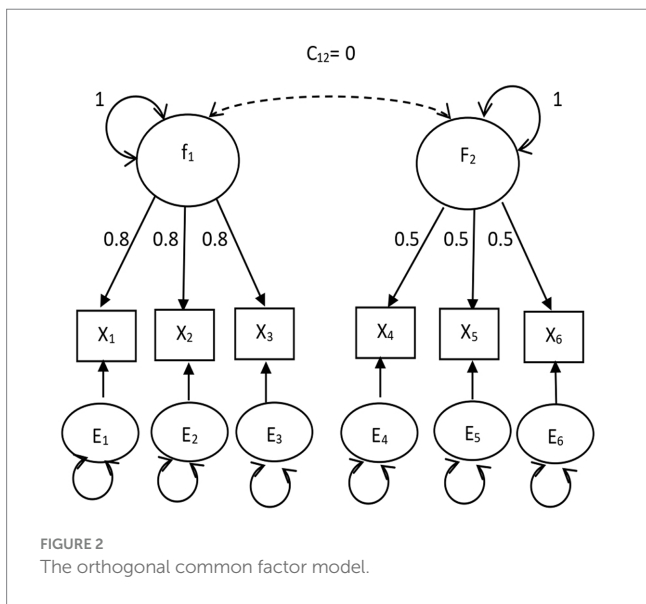 C₁₂= 0
1 1
f₁ F₂
0.8 0.8 0.8 0.5 0.5 0.5
X₁ X₂ X₃ X₄ X₅ X₆
E₁ E₂ E₃ E₄ E₅ E₆
FIGURE 2
The orthogonal common factor model.